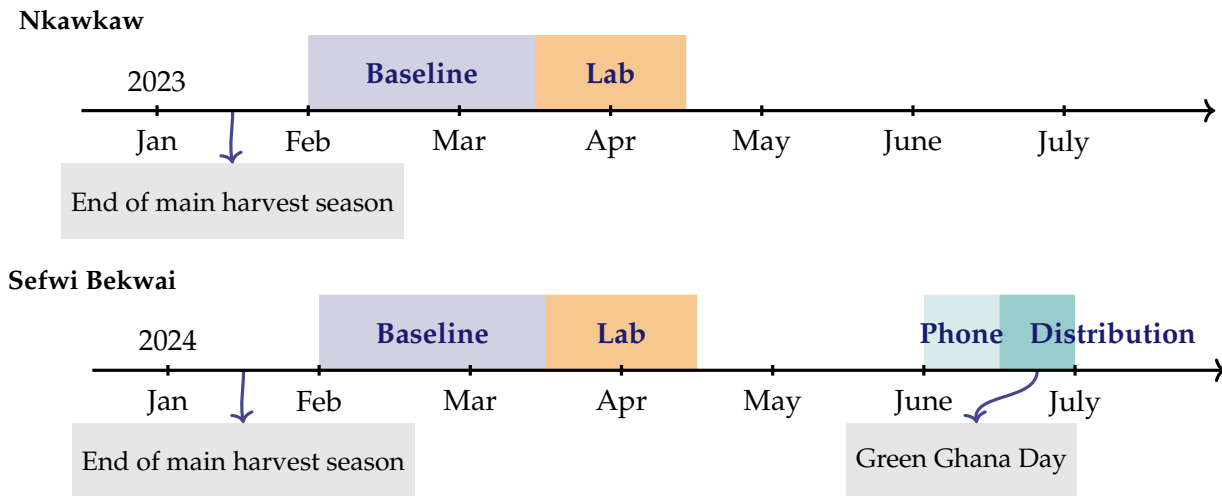 Nkawkaw
Baseline Lab
2023
Jan Feb Mar Apr May June July
End of main harvest season
Sefwi Bekwai
Baseline Lab Phone Distribution
2024
Jan Feb Mar Apr May June July
End of main harvest season Green Ghana Day